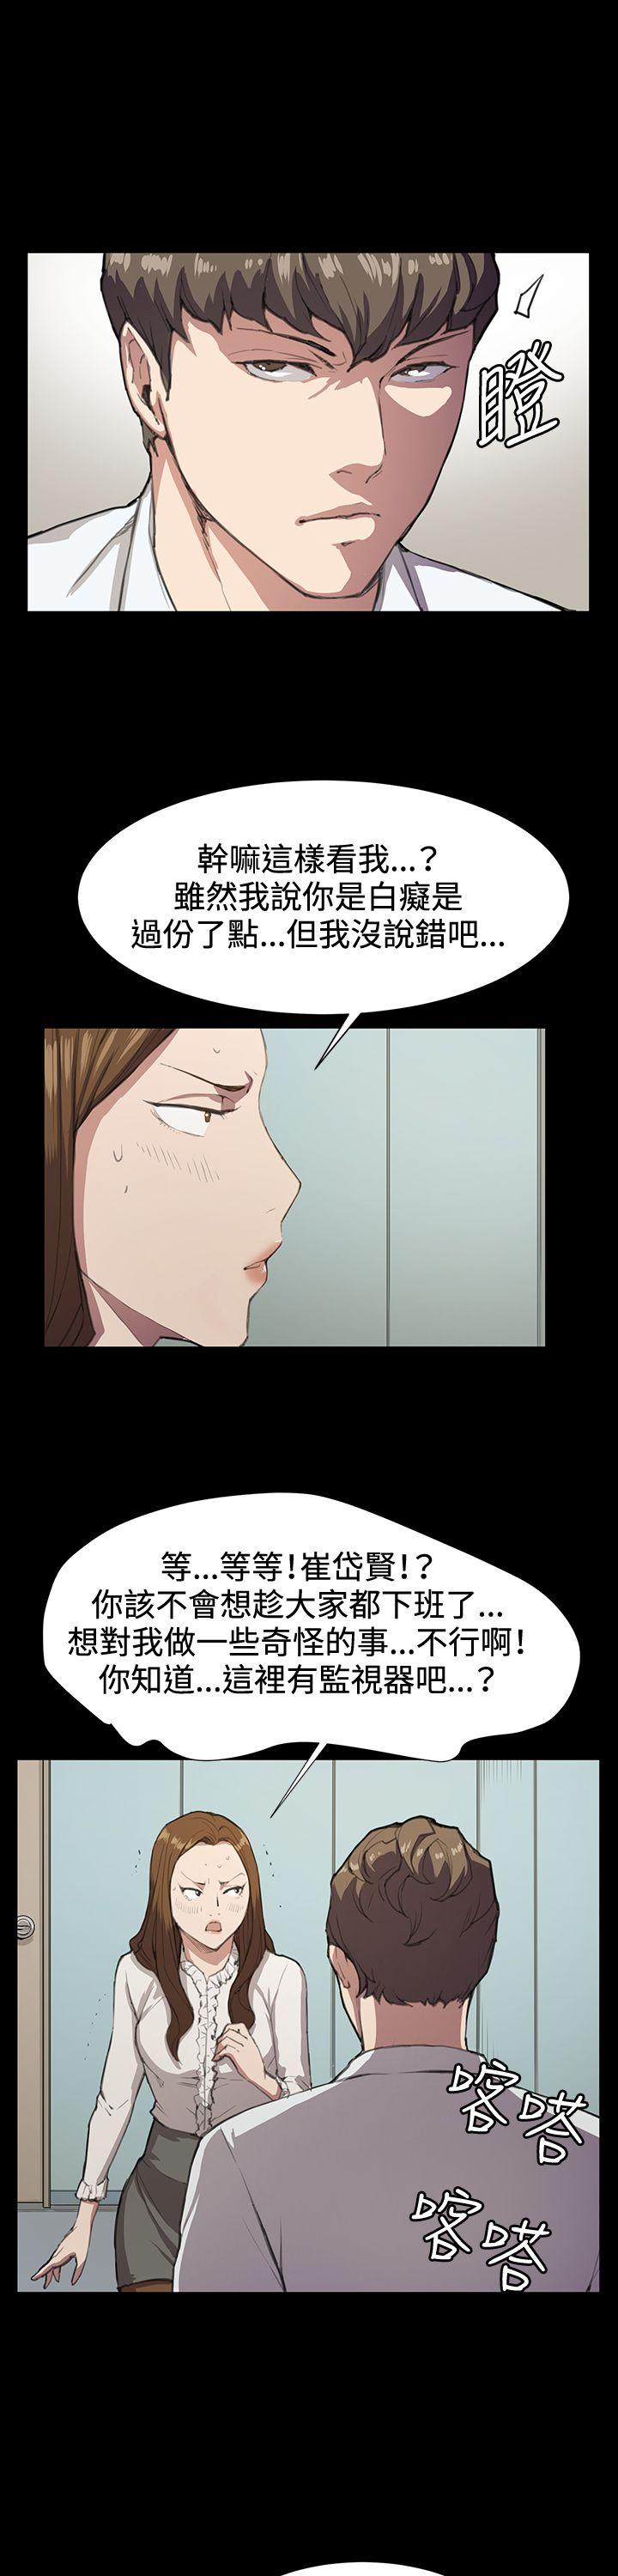 瞪
幹嘛這樣看我...?
雖然我說你是白癡是
過份了點...但我沒說錯吧...
等...等等!崔岱賢!?
你該不會想趁大家都下班了...
想對我做一些奇怪的事...不行啊!
你知道...這裡有監視器吧...?
喀嗒
喀嗒